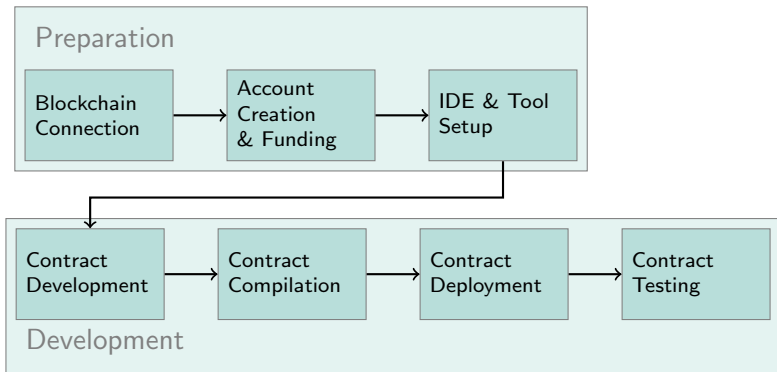 Preparation
Blockchain
Connection
Account
Creation
& Funding
IDE & Tool
Setup
Contract
Development
Contract
Compilation
Contract
Deployment
Contract
Testing
Development